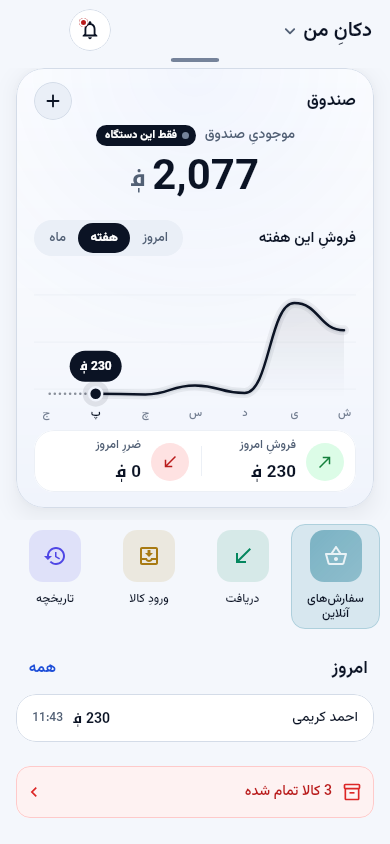 دکانِ من
صندوق
موجودیِ صندوق
فقط این دستگاه
2,077 ؋
فروشِ این هفته
امروز
هفته
ماه
230 ؋
ش
ی
د
س
چ
پ
ج
فروشِ امروز
230 ؋
ضررِ امروز
0 ؋
سفارش‌های
آنلاین
دریافت
ورودِ کالا
تاریخچه
امروز
همه
احمد کریمی
230 ؋
11:43
3 کالا تمام شده